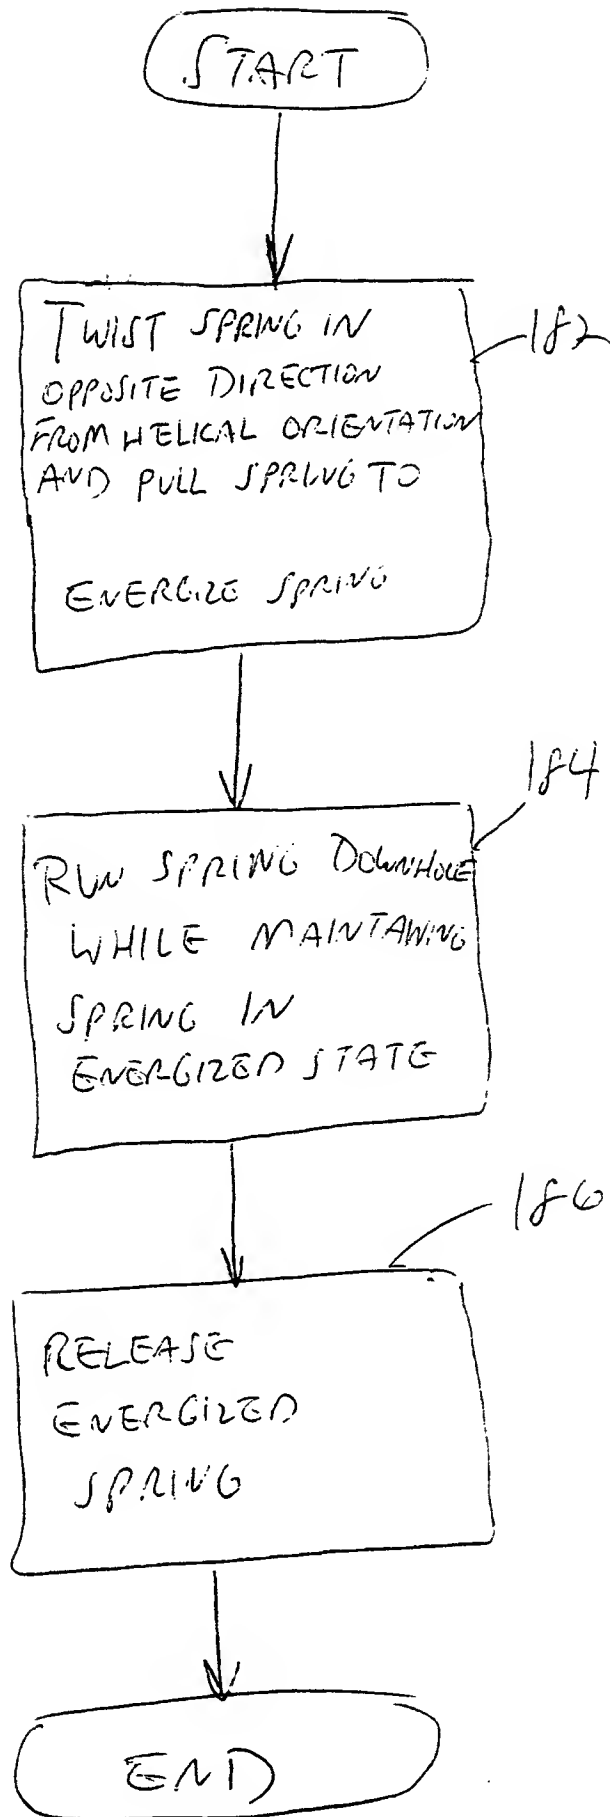 START
TWIST SPRING IN
182
OPPOSITE DIRECTION
FROM HELICAL ORIENTATION
AND PULL SPRING TO
ENERGIZE SPRING
184
RUN SPRING DOWNHOLE
WHILE MAINTAINING
SPRING IN
ENERGIZED STATE
186
RELEASE
ENERGIZED
SPRING
END